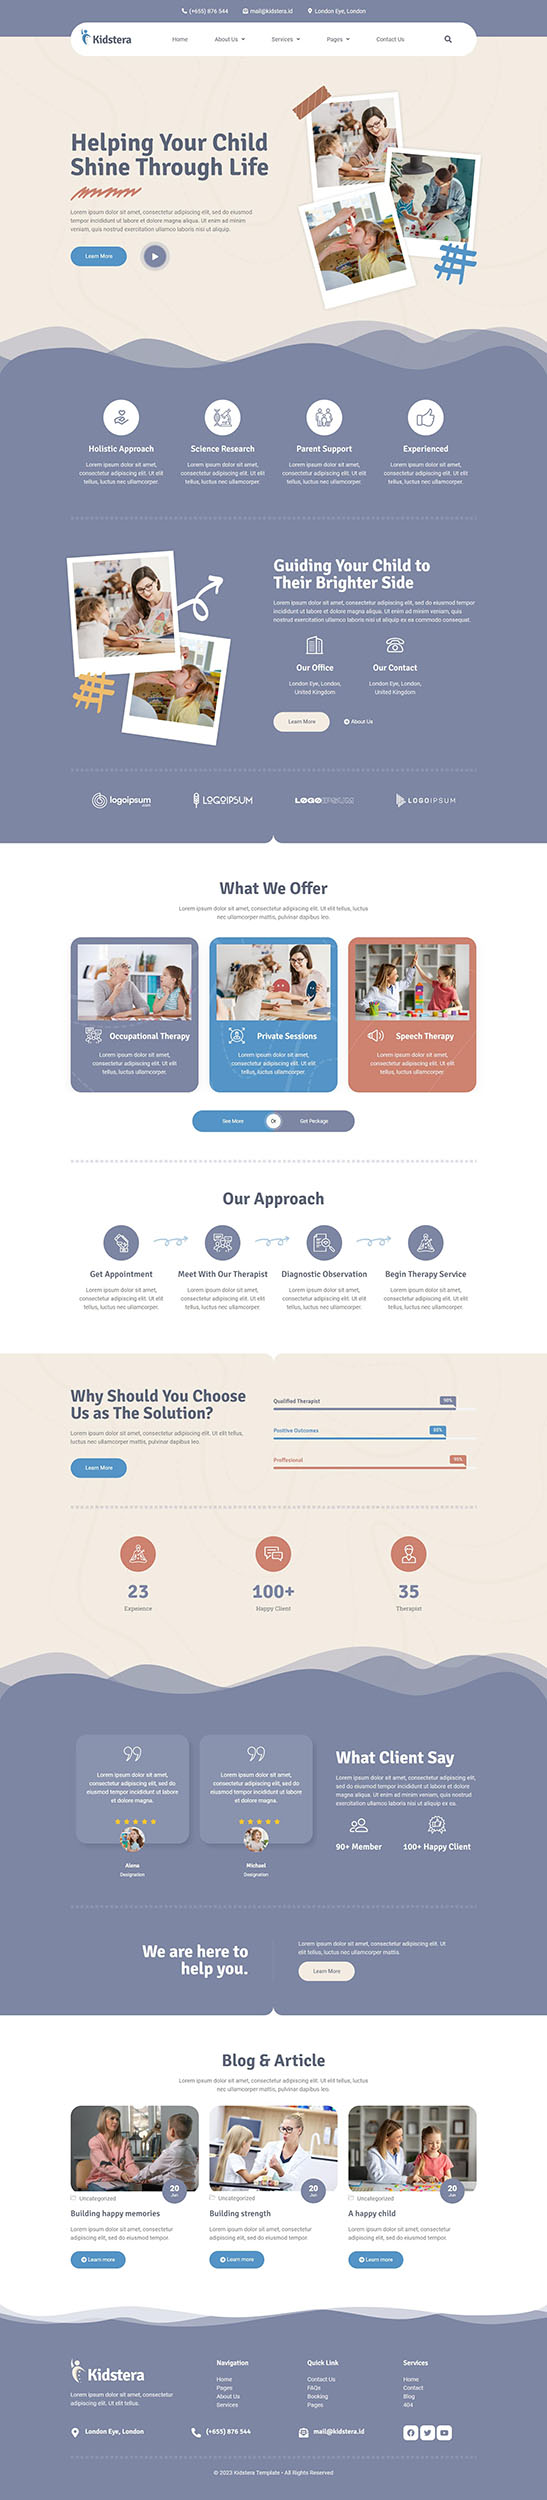 (+655) 876 544 mail@kidstera.id London Eye, London
Kidstera Home About Us Services Pages Contact Us
Helping Your Child
Shine Through Life
Lorem ipsum dolor sit amet, consectetur adipiscing elit, sed do eiusmod
tempor incididunt ut labore et dolore magna aliqua. Ut enim ad minim
veniam, quis nostrud exercitation ullamco laboris nisi ut aliquip.
Learn More
Holistic Approach
Lorem ipsum dolor sit amet,
consectetur adipiscing elit. Ut elit
tellus, luctus nec ullamcorper.
Science Research
Lorem ipsum dolor sit amet,
consectetur adipiscing elit. Ut elit
tellus, luctus nec ullamcorper.
Parent Support
Lorem ipsum dolor sit amet,
consectetur adipiscing elit. Ut elit
tellus, luctus nec ullamcorper.
Experienced
Lorem ipsum dolor sit amet,
consectetur adipiscing elit. Ut elit
tellus, luctus nec ullamcorper.
Guiding Your Child to
Their Brighter Side
Lorem ipsum dolor sit amet, consectetur adipiscing elit, sed do eiusmod tempor
incididunt ut labore et dolore magna aliqua. Ut enim ad minim veniam, quis
nostrud exercitation ullamco laboris nisi ut aliquip ex ea commodo consequat.
Our Office
London Eye, London,
United Kingdom
Our Contact
London Eye, London,
United Kingdom
Learn More About Us
logoipsum.com LOGOIPSUM LOGOIPSUM LOGOIPSUM
What We Offer
Lorem ipsum dolor sit amet, consectetur adipiscing elit. Ut elit tellus, luctus
nec ullamcorper mattis, pulvinar dapibus leo.
Occupational Therapy
Lorem ipsum dolor sit amet,
consectetur adipiscing elit. Ut elit
tellus, luctus nec ullamcorper.
Private Sessions
Lorem ipsum dolor sit amet,
consectetur adipiscing elit. Ut elit
tellus, luctus nec ullamcorper.
Speech Therapy
Lorem ipsum dolor sit amet,
consectetur adipiscing elit. Ut elit
tellus, luctus nec ullamcorper.
See More Or Get Package
Our Approach
Get Appointment
Lorem ipsum dolor sit amet,
consectetur adipiscing elit. Ut elit
tellus, luctus nec ullamcorper.
Meet With Our Therapist
Lorem ipsum dolor sit amet,
consectetur adipiscing elit. Ut elit
tellus, luctus nec ullamcorper.
Diagnostic Observation
Lorem ipsum dolor sit amet,
consectetur adipiscing elit. Ut elit
tellus, luctus nec ullamcorper.
Begin Therapy Service
Lorem ipsum dolor sit amet,
consectetur adipiscing elit. Ut elit
tellus, luctus nec ullamcorper.
Why Should You Choose
Us as The Solution?
Lorem ipsum dolor sit amet, consectetur adipiscing elit. Ut elit tellus,
luctus nec ullamcorper mattis, pulvinar dapibus leo.
Learn More
Qualified Therapist 90%
Positive Outcomes 85%
Proffesional 95%
23
Expeience
100+
Happy Client
35
Therapist
Lorem ipsum dolor sit amet,
consectetur adipiscing elit, sed do
eiusmod tempor incididunt ut labore
et dolore magna.
Alena
Designation
Lorem ipsum dolor sit amet,
consectetur adipiscing elit, sed do
eiusmod tempor incididunt ut labore
et dolore magna.
Michael
Designation
What Client Say
Lorem ipsum dolor sit amet, consectetur adipiscing elit,
sed do eiusmod tempor incididunt ut labore et dolore
magna aliqua. Ut enim ad minim veniam, quis nostrud
exercitation ullamco laboris nisi ut aliquip ex ea.
90+ Member
100+ Happy Client
We are here to
help you.
Lorem ipsum dolor sit amet, consectetur adipiscing elit. Ut
elit tellus, luctus nec ullamcorper mattis.
Learn More
Blog & Article
Lorem ipsum dolor sit amet, consectetur adipiscing elit. Ut elit tellus, luctus
nec ullamcorper mattis, pulvinar dapibus leo.
20
Jun
Uncategorized
Building happy memories
Lorem ipsum dolor sit amet, consectetur
adipiscing elit, sed do eiusmod tempor.
Learn more
20
Jun
Uncategorized
Building strength
Lorem ipsum dolor sit amet, consectetur
adipiscing elit, sed do eiusmod tempor.
Learn more
20
Jun
Uncategorized
A happy child
Lorem ipsum dolor sit amet, consectetur
adipiscing elit, sed do eiusmod tempor.
Learn more
Kidstera
Lorem ipsum dolor sit amet, consectetur
adipiscing elit. Ut elit tellus.
Navigation
Home
Pages
About Us
Services
Quick Link
Contact Us
FAQs
Booking
Pages
Services
Home
Contact
Blog
404
London Eye, London (+655) 876 544 mail@kidstera.id
© 2023 Kidstera Template • All Rights Reserved